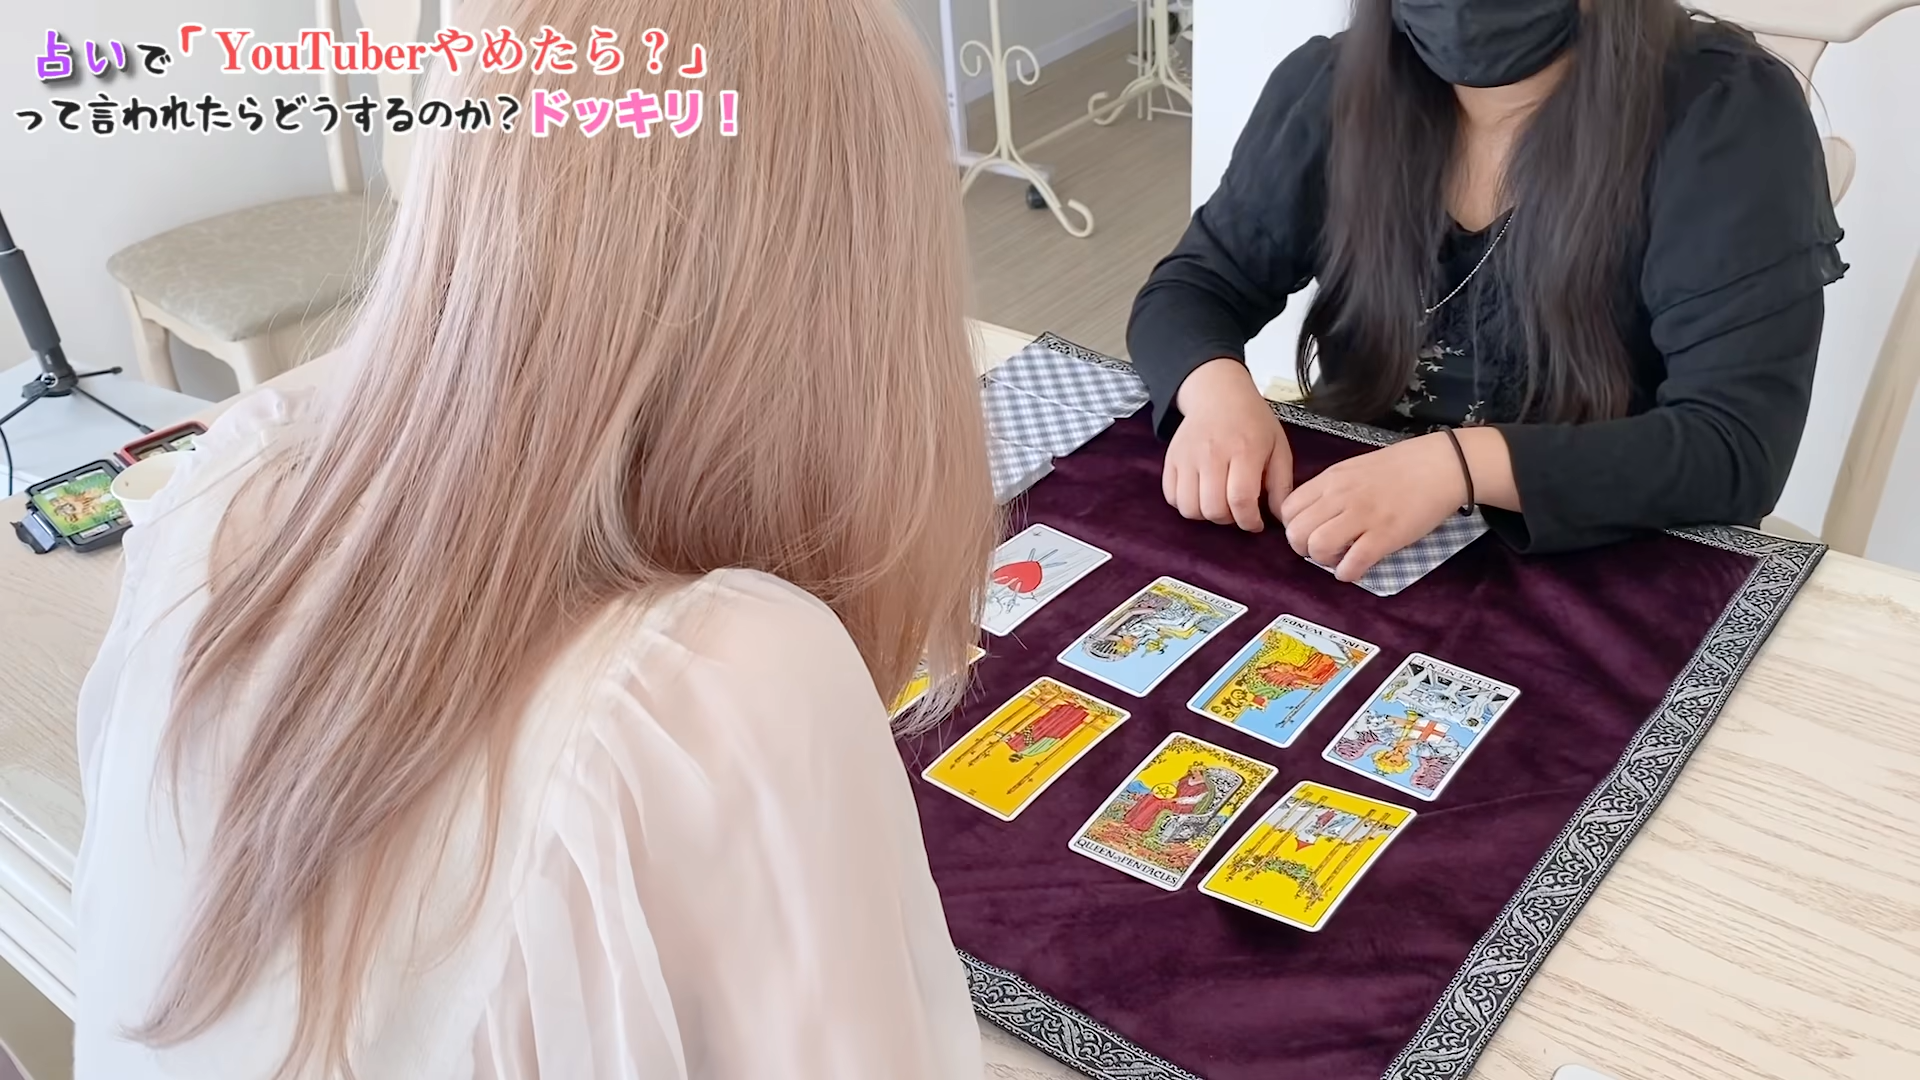 占いで「YouTuberやめたら？」
って言われたらどうするのか？ドッキリ！
QUEEN of CUPS
KING of WANDS
JUDGEMENT
QUEEN of PENTACLES
IV